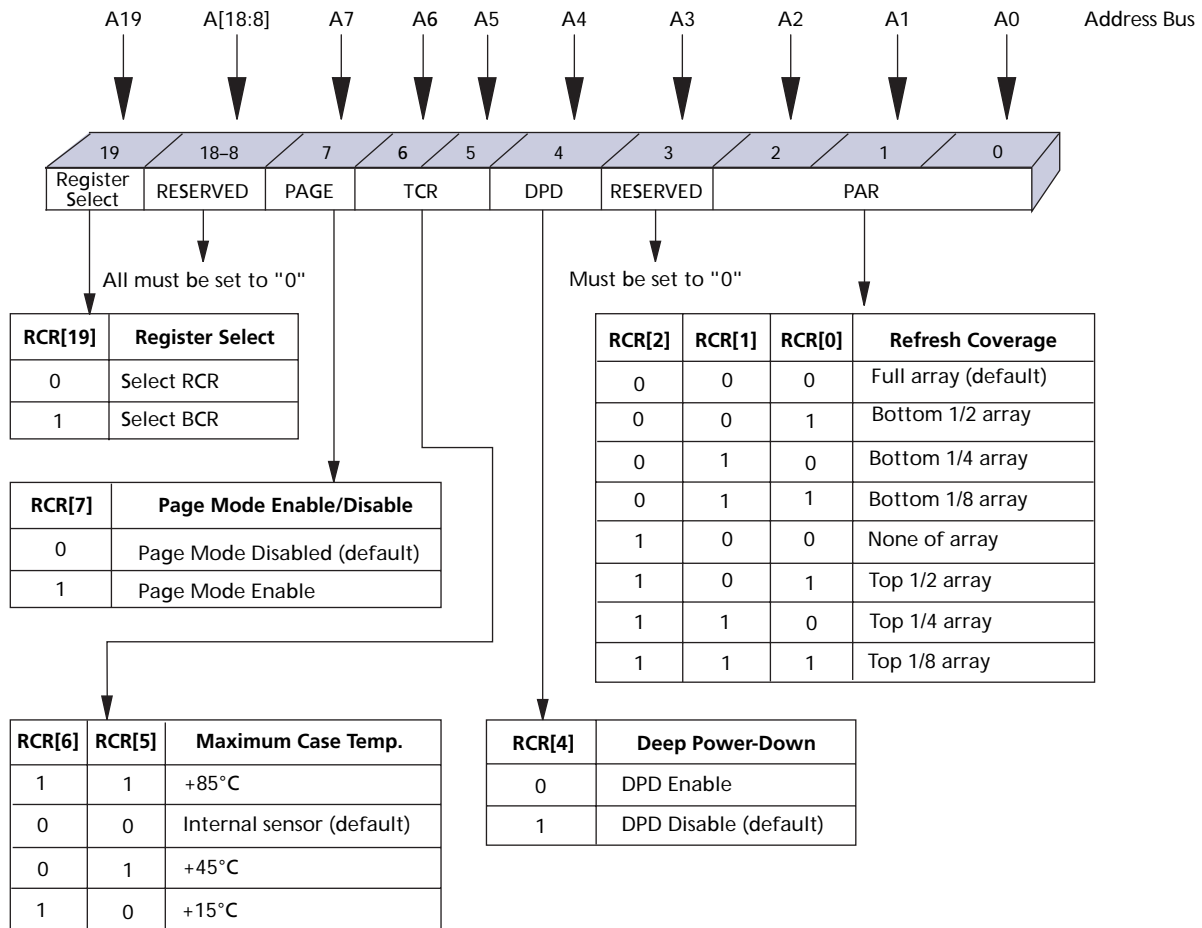 A19 A[18:8] A7 A6 A5 A4 A3 A2 A1 A0 Address Bus
19 18–8 7 6 5 4 3 2 1 0
Register Select RESERVED PAGE TCR DPD RESERVED PAR
All must be set to "0"
Must be set to "0"
RCR[19] Register Select
0 Select RCR
1 Select BCR
RCR[2] RCR[1] RCR[0] Refresh Coverage
0 0 0 Full array (default)
0 0 1 Bottom 1/2 array
0 1 0 Bottom 1/4 array
0 1 1 Bottom 1/8 array
1 0 0 None of array
1 0 1 Top 1/2 array
1 1 0 Top 1/4 array
1 1 1 Top 1/8 array
RCR[7] Page Mode Enable/Disable
0 Page Mode Disabled (default)
1 Page Mode Enable
RCR[6] RCR[5] Maximum Case Temp.
1 1 +85°C
0 0 Internal sensor (default)
0 1 +45°C
1 0 +15°C
RCR[4] Deep Power-Down
0 DPD Enable
1 DPD Disable (default)